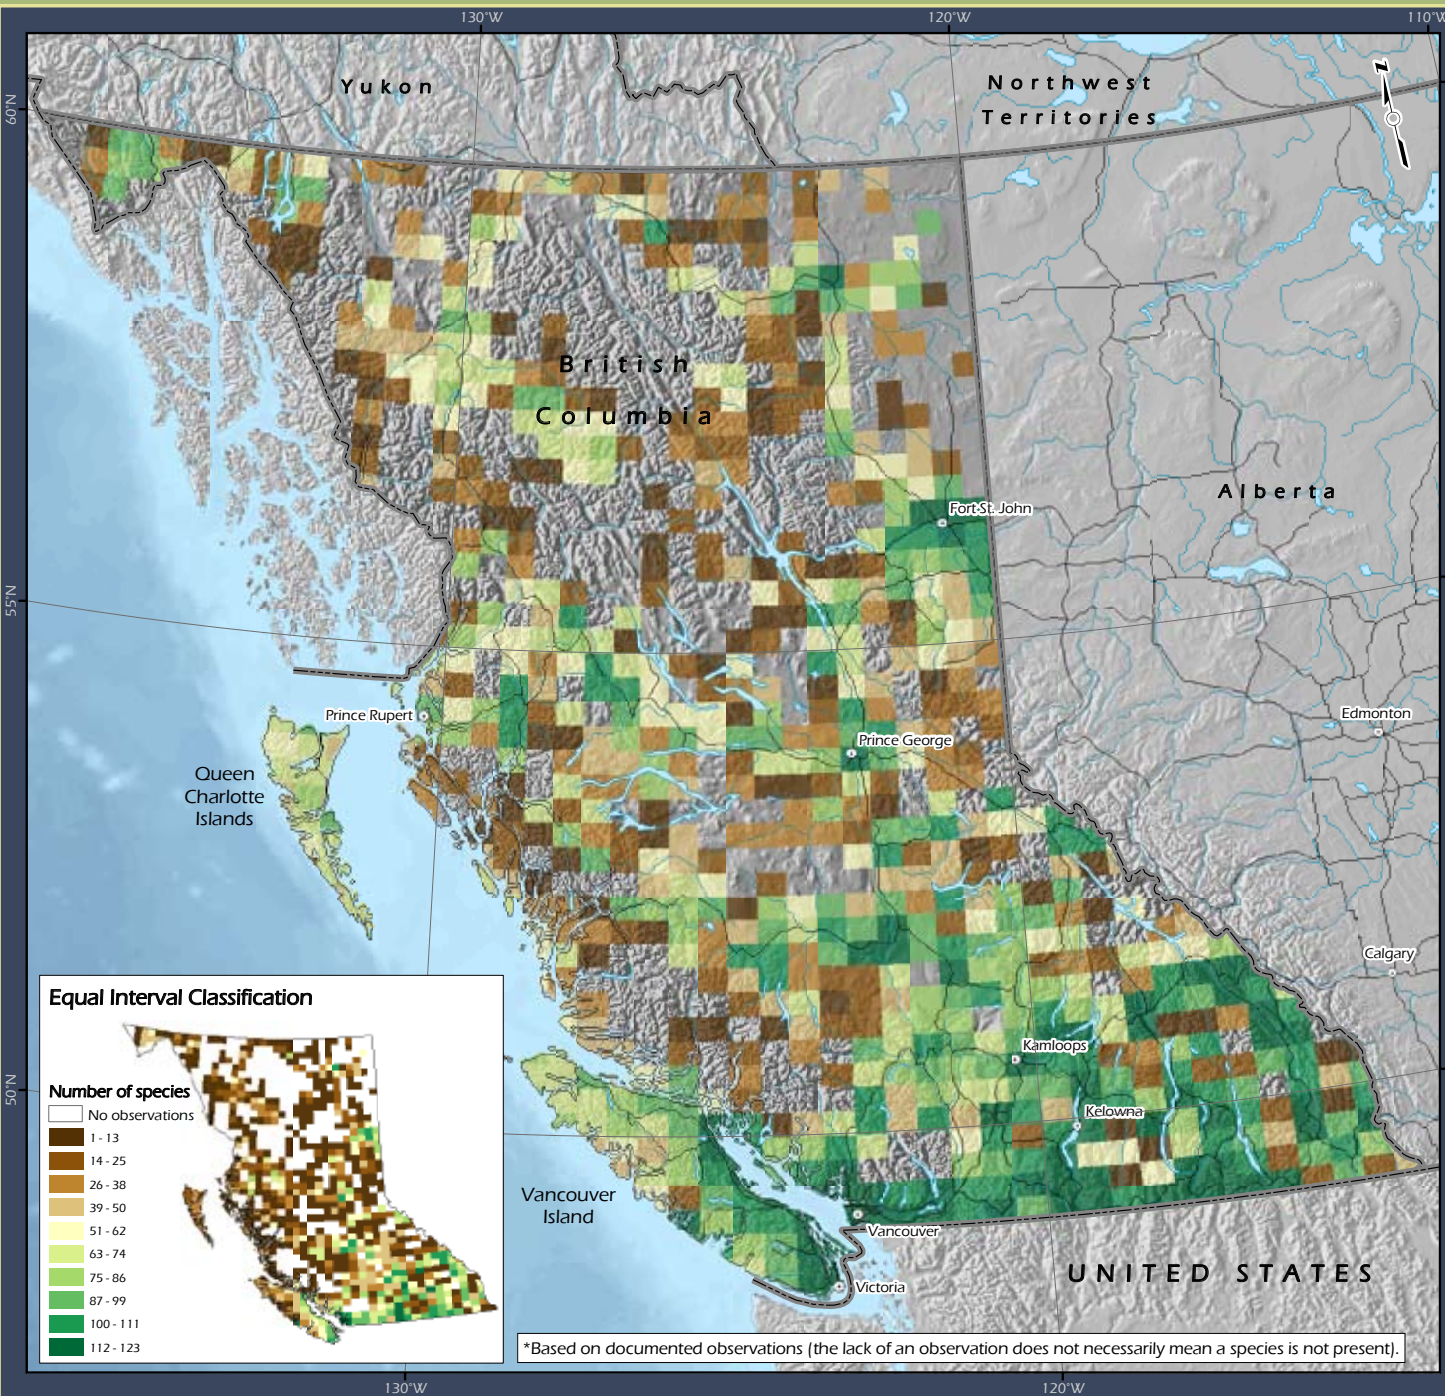 130°W
120°W
110°W
60°N
Yukon
Northwest
Territories
N
British
Columbia
Alberta
Fort St. John
55°N
Prince Rupert
Edmonton
Prince George
Queen
Charlotte
Islands
Calgary
Equal Interval Classification
Kamloops
50°N
Number of species
No observations
1 - 13
14 - 25
26 - 38
39 - 50
51 - 62
63 - 74
75 - 86
87 - 99
100 - 111
112 - 123
Kelowna
Vancouver
Island
Vancouver
UNITED STATES
Victoria
*Based on documented observations (the lack of an observation does not necessarily mean a species is not present).
130°W
120°W